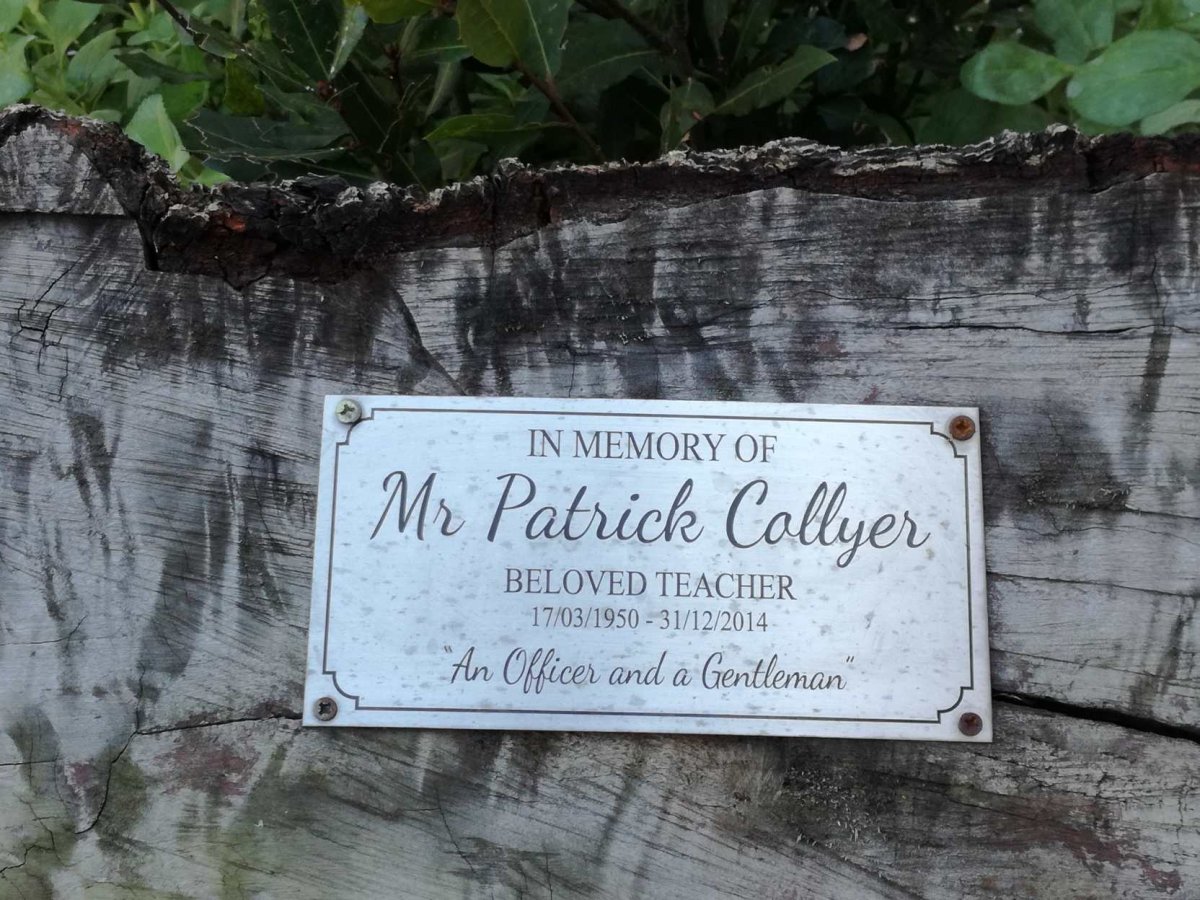 IN MEMORY OF
Mr Patrick Collyer
BELOVED TEACHER
17/03/1950 - 31/12/2014
"An Officer and a Gentleman"